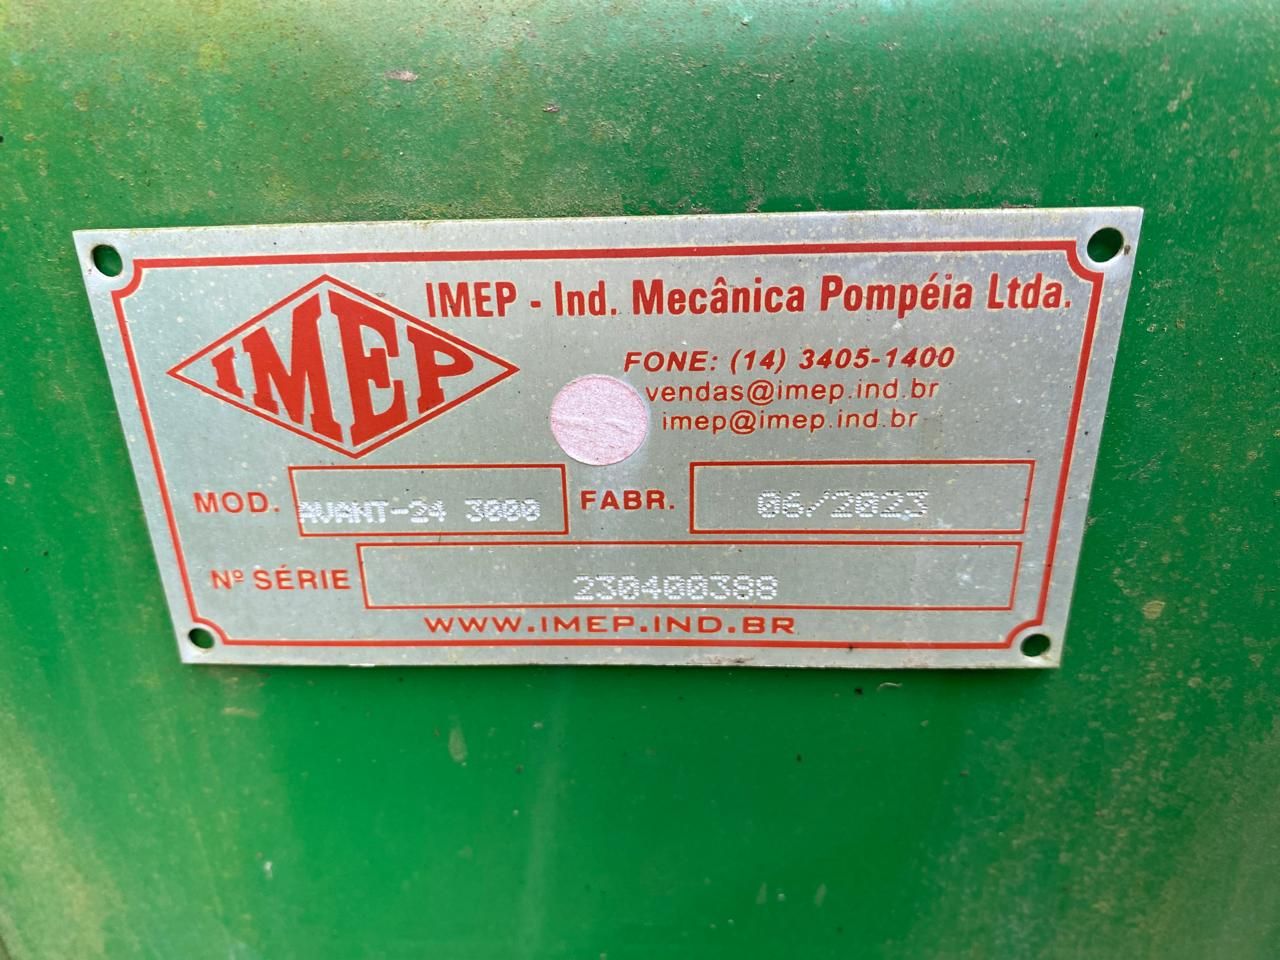 IMEP
IMEP - Ind. Mecânica Pompéia Ltda.
FONE: (14) 3405-1400
vendas@imep.ind.br
imep@imep.ind.br
MOD. AVANT-24 3000 FABR. 06/2023
Nº SÉRIE 230400388
WWW.IMEP.IND.BR